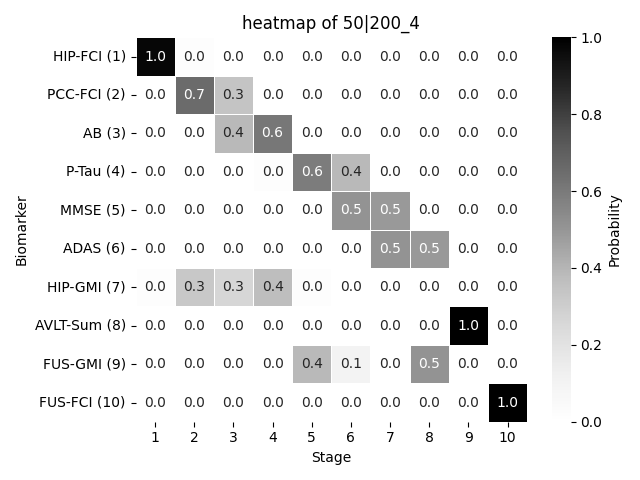 heatmap of 50|200_4
HIP-FCI (1) 1.0 0.0 0.0 0.0 0.0 0.0 0.0 0.0 0.0 0.0
PCC-FCI (2) 0.0 0.7 0.3 0.0 0.0 0.0 0.0 0.0 0.0 0.0
AB (3) 0.0 0.0 0.4 0.6 0.0 0.0 0.0 0.0 0.0 0.0
P-Tau (4) 0.0 0.0 0.0 0.0 0.6 0.4 0.0 0.0 0.0 0.0
MMSE (5) 0.0 0.0 0.0 0.0 0.0 0.5 0.5 0.0 0.0 0.0
ADAS (6) 0.0 0.0 0.0 0.0 0.0 0.0 0.5 0.5 0.0 0.0
HIP-GMI (7) 0.0 0.3 0.3 0.4 0.0 0.0 0.0 0.0 0.0 0.0
AVLT-Sum (8) 0.0 0.0 0.0 0.0 0.0 0.0 0.0 0.0 1.0 0.0
FUS-GMI (9) 0.0 0.0 0.0 0.0 0.4 0.1 0.0 0.5 0.0 0.0
FUS-FCI (10) 0.0 0.0 0.0 0.0 0.0 0.0 0.0 0.0 0.0 1.0
1 2 3 4 5 6 7 8 9 10
Stage
Biomarker
1.0
0.8
0.6
0.4
0.2
0.0
Probability